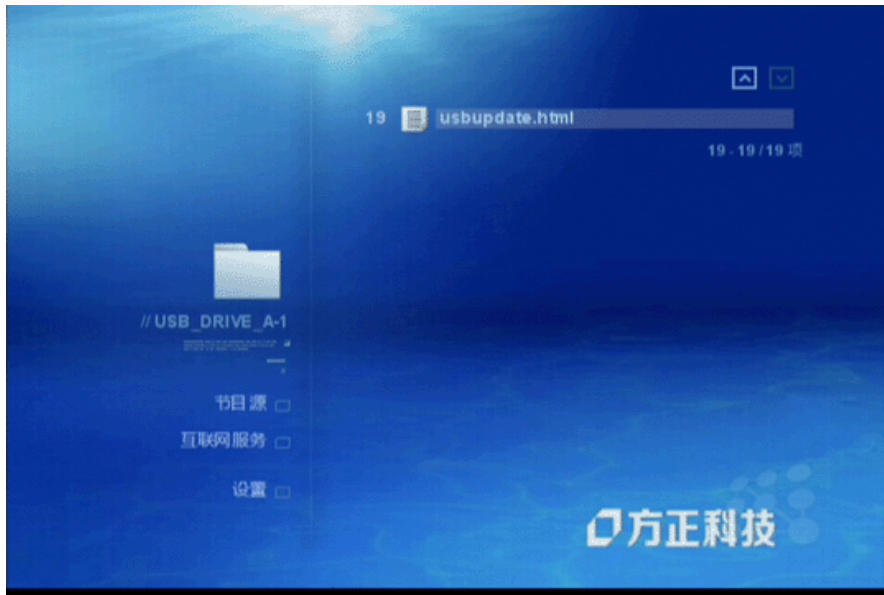 19 usbupdate.html
19 - 19 / 19 项
// USB_DRIVE_A-1
节目源
互联网服务
设置
方正科技